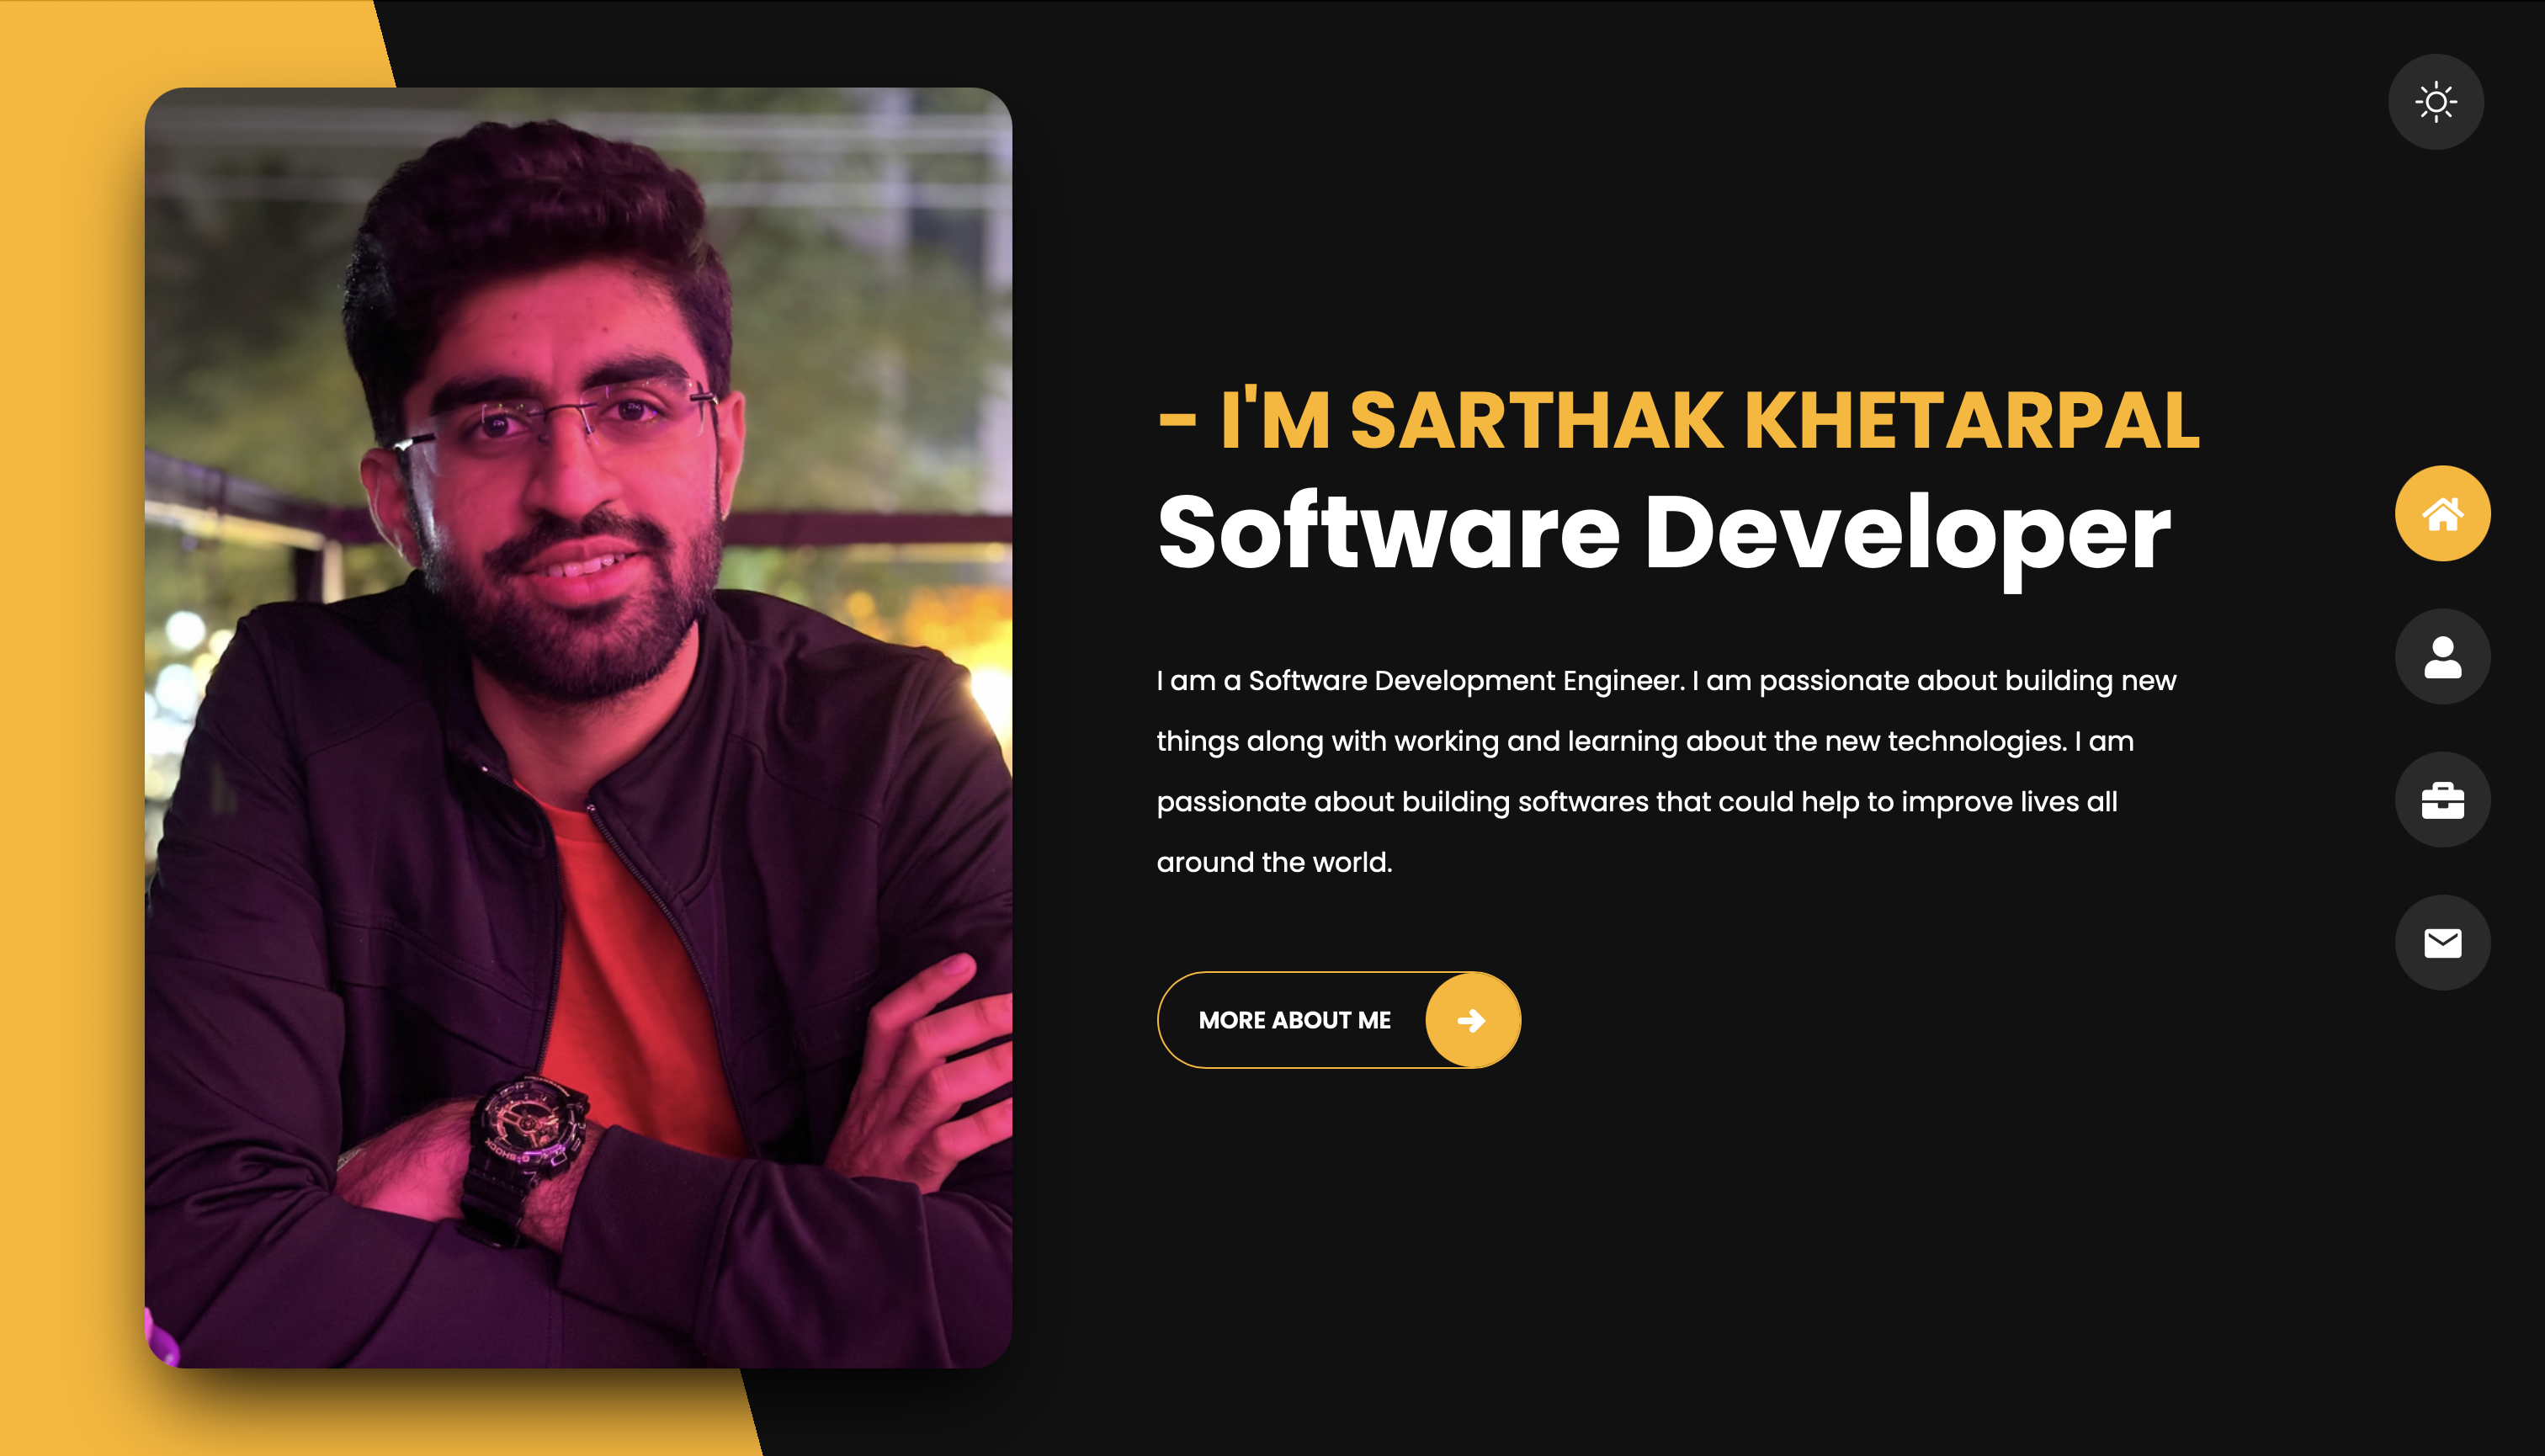 - I'M SARTHAK KHETARPAL
Software Developer
I am a Software Development Engineer. I am passionate about building new
things along with working and learning about the new technologies. I am
passionate about building softwares that could help to improve lives all
around the world.
MORE ABOUT ME
G-SHOCK